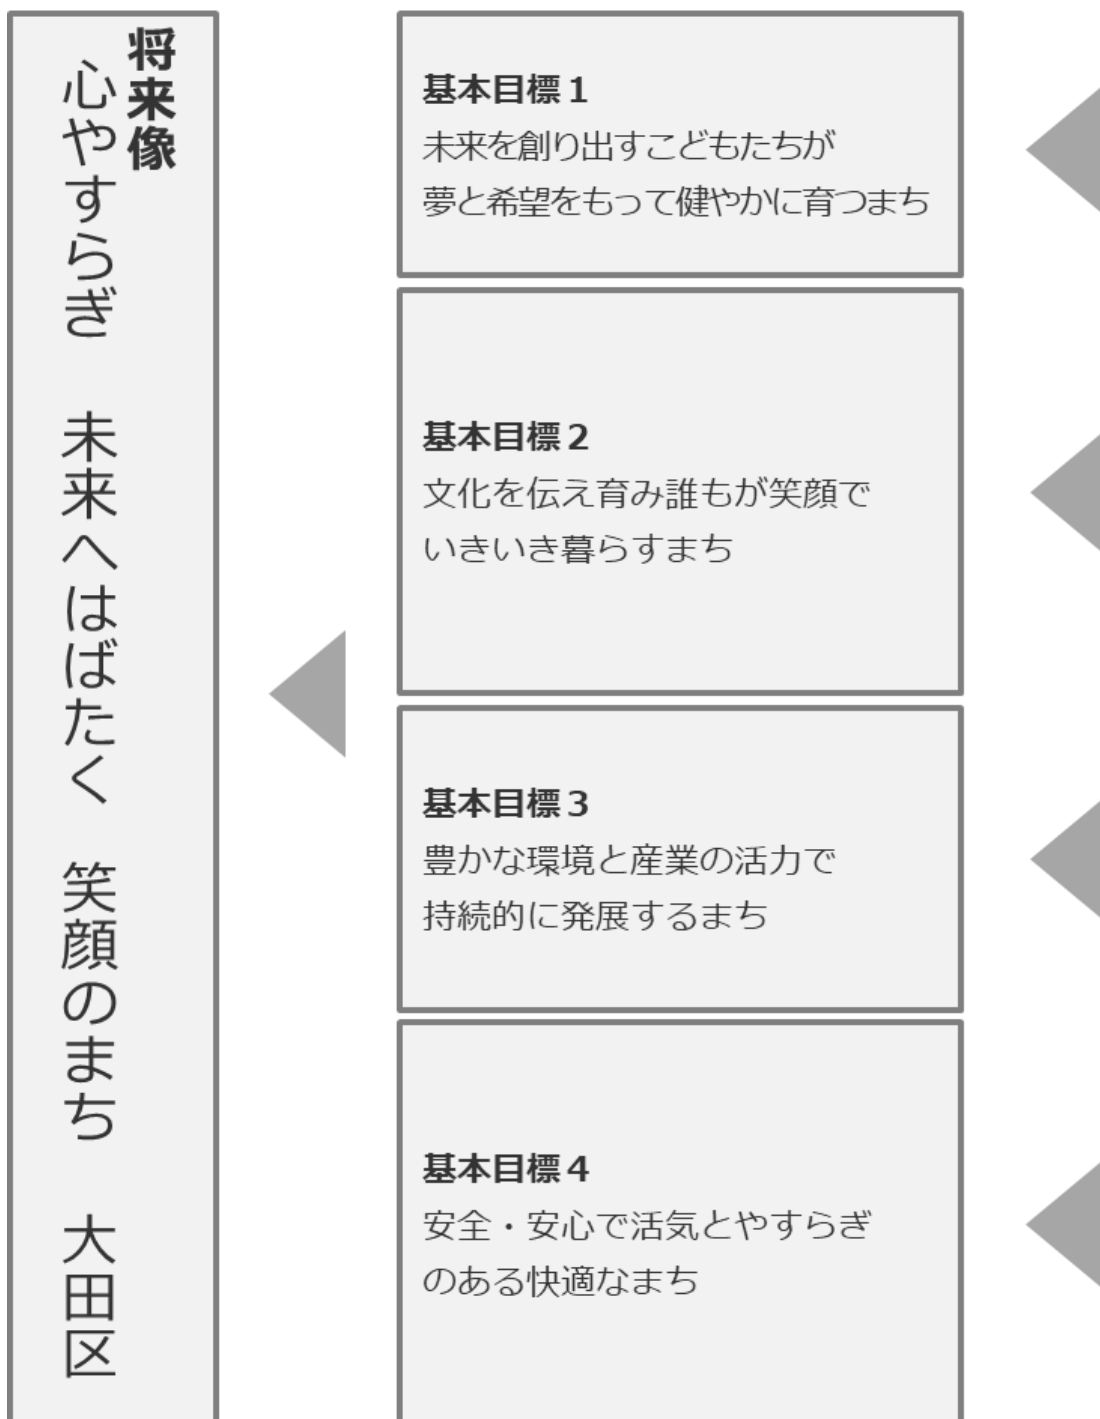 将来像
心やすらぎ　未来へはばたく　笑顔のまち　大田区
基本目標１
未来を創り出すこどもたちが
夢と希望をもって健やかに育つまち
基本目標２
文化を伝え育み誰もが笑顔で
いきいき暮らすまち
基本目標３
豊かな環境と産業の活力で
持続的に発展するまち
基本目標４
安全・安心で活気とやすらぎ
のある快適なまち